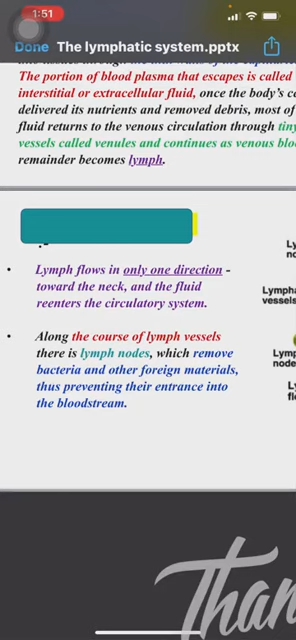 1:51
Done The lymphatic system.pptx
The portion of blood plasma that escapes is called
interstitial or extracellular fluid, once the body's
delivered its nutrients and removed debris, most of
fluid returns to the venous circulation through
vessels called venules and continues as venous
remainder becomes lymph.
• Lymph flows in only one direction -
toward the neck, and the fluid
reenters the circulatory system.
• Along the course of lymph vessels
there is lymph nodes, which remove
bacteria and other foreign materials,
thus preventing their entrance into
the bloodstream.
Lympha
vessels
Lymp
node
Ly
flo
Than